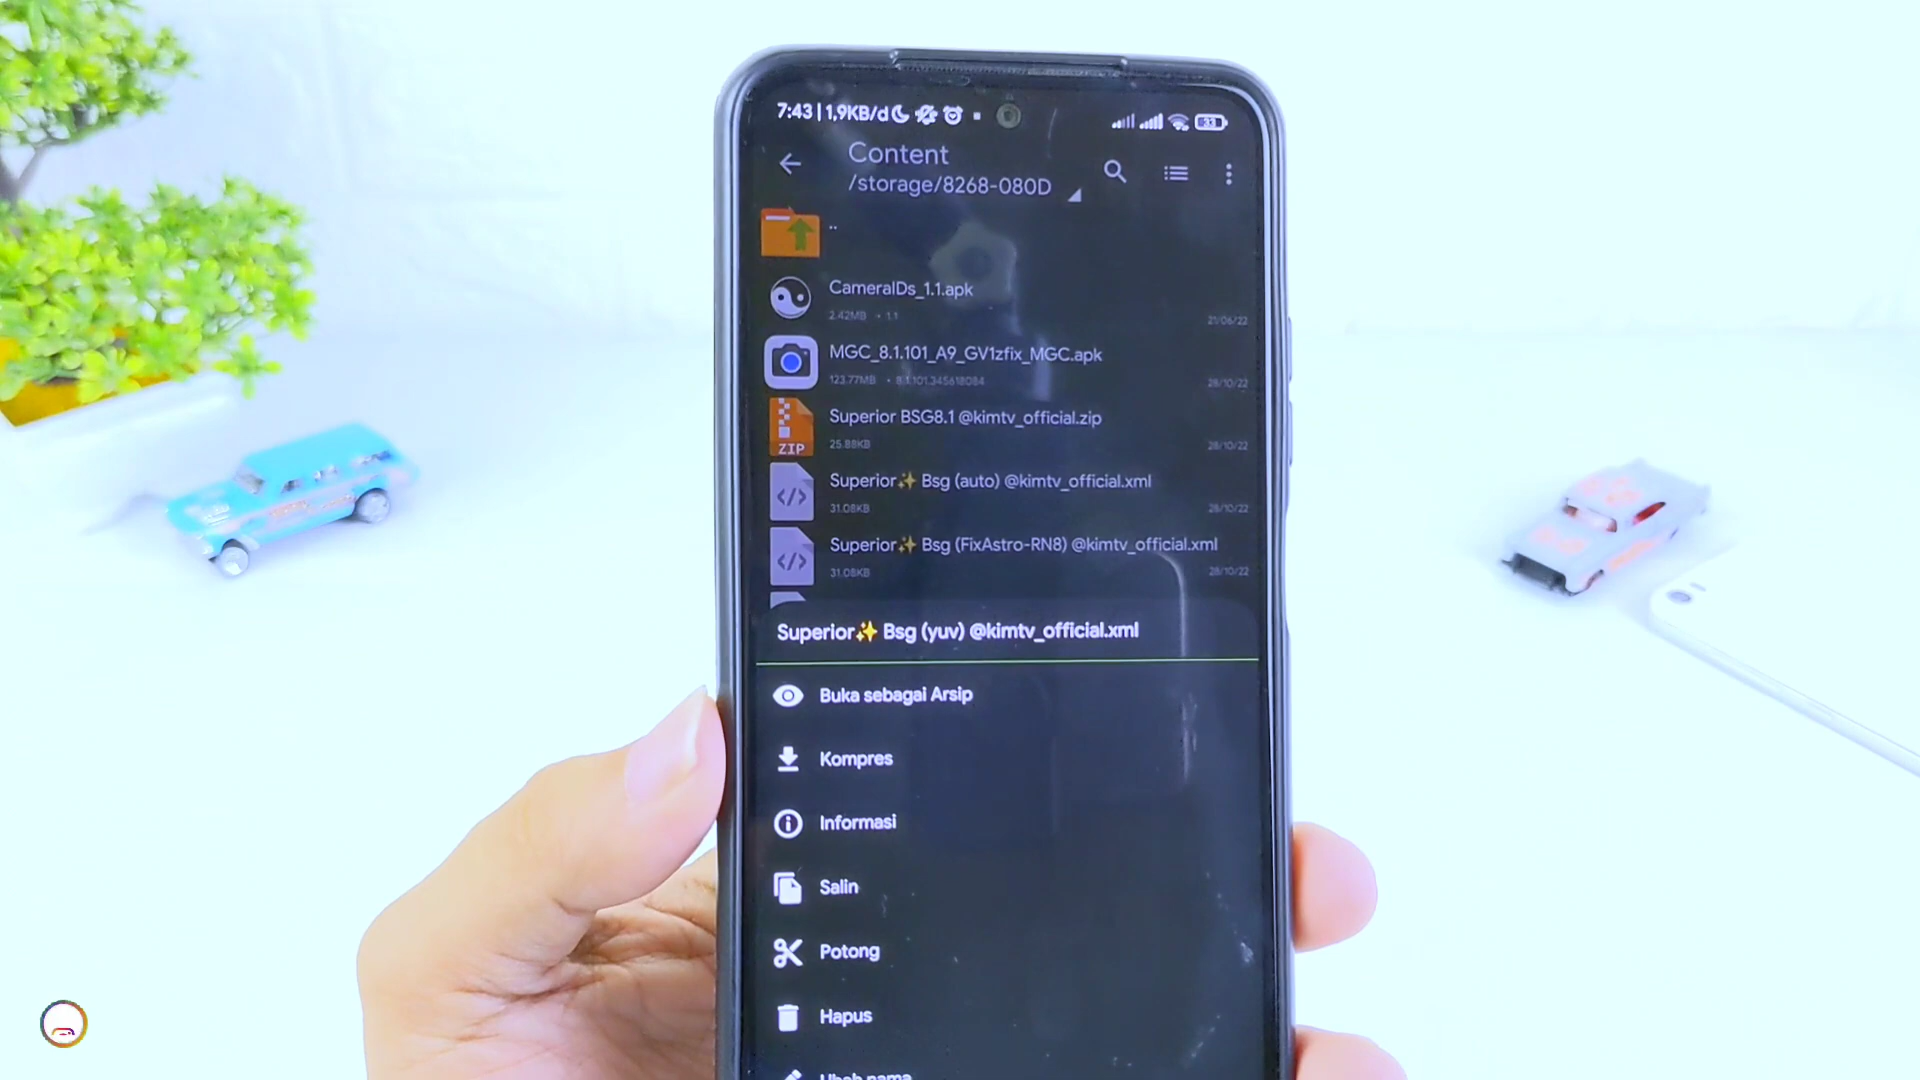 7:43 | 1,9KB/d
33
Content
/storage/8268-080D
..
CameraIDs_1.1.apk
2.42MB • 1.1
21/06/22
MGC_8.1.101_A9_GV1zfix_MGC.apk
123.77MB • 8.1.101.345618084
28/10/22
Superior BSG8.1 @kimtv_official.zip
ZIP
25.88KB
28/10/22
Superior✨ Bsg (auto) @kimtv_official.xml
31.08KB
28/10/22
Superior✨ Bsg (FixAstro-RN8) @kimtv_official.xml
31.08KB
28/10/22
Superior✨ Bsg (yuv) @kimtv_official.xml
Buka sebagai Arsip
Kompres
Informasi
Salin
Potong
Hapus
Ubah nama